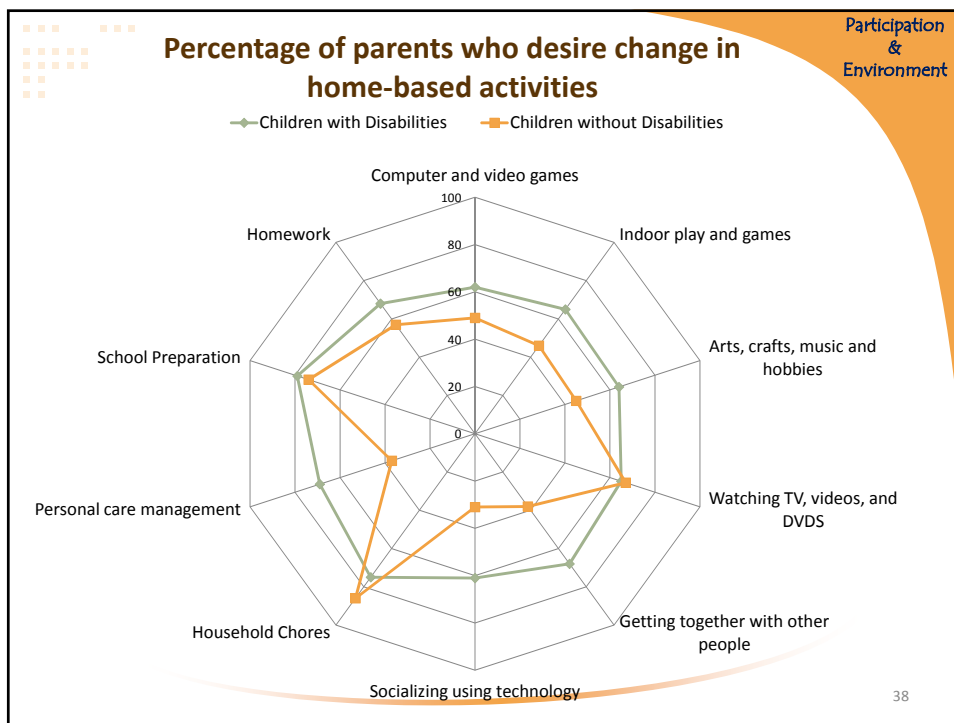 Participation
&
Environment
Percentage of parents who desire change in
home-based activities
Children with Disabilities
Children without Disabilities
Computer and video games
Indoor play and games
Arts, crafts, music and
hobbies
Watching TV, videos, and
DVDS
Getting together with other
people
Socializing using technology
Household Chores
Personal care management
School Preparation
Homework
100
80
60
40
20
0
38